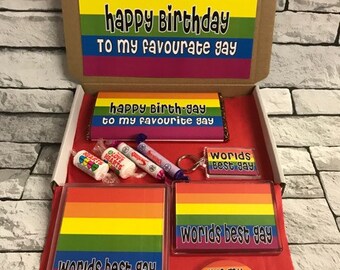 happy Birthday
To my favourate gay
happy Birth-gay
to my favourite gay
worlds
best gay
worlds best gay
worlds best gay